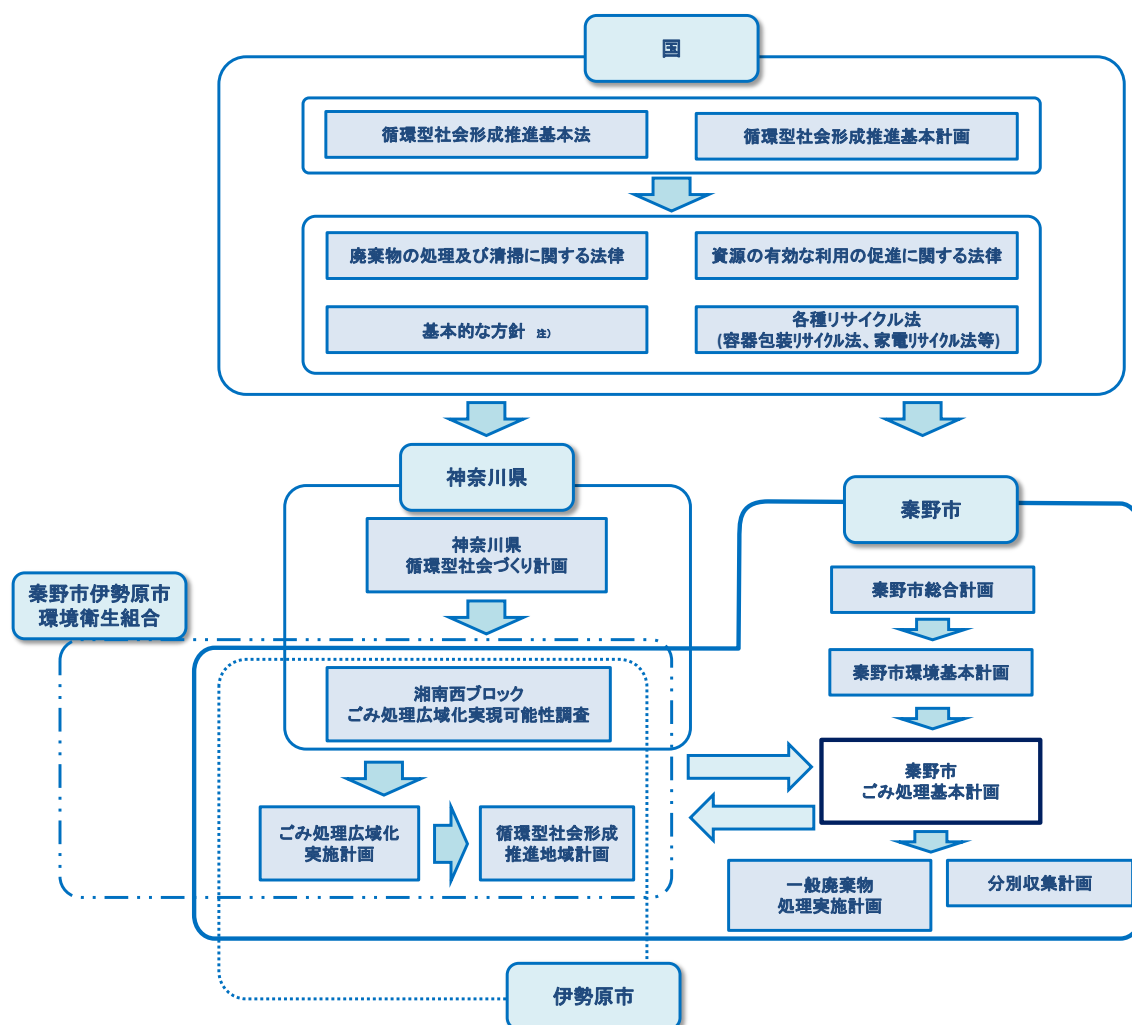 国
循環型社会形成推進基本法
循環型社会形成推進基本計画
廃棄物の処理及び清掃に関する法律
資源の有効な利用の促進に関する法律
基本的な方針 注)
各種リサイクル法
(容器包装ﾘｻｲｸﾙ法、家電ﾘｻｲｸﾙ法等)
神奈川県
秦野市
神奈川県
循環型社会づくり計画
秦野市伊勢原市
環境衛生組合
秦野市総合計画
秦野市環境基本計画
湘南西ブロック
ごみ処理広域化実現可能性調査
秦野市
ごみ処理基本計画
ごみ処理広域化
実施計画
循環型社会形成
推進地域計画
一般廃棄物
処理実施計画
分別収集計画
伊勢原市